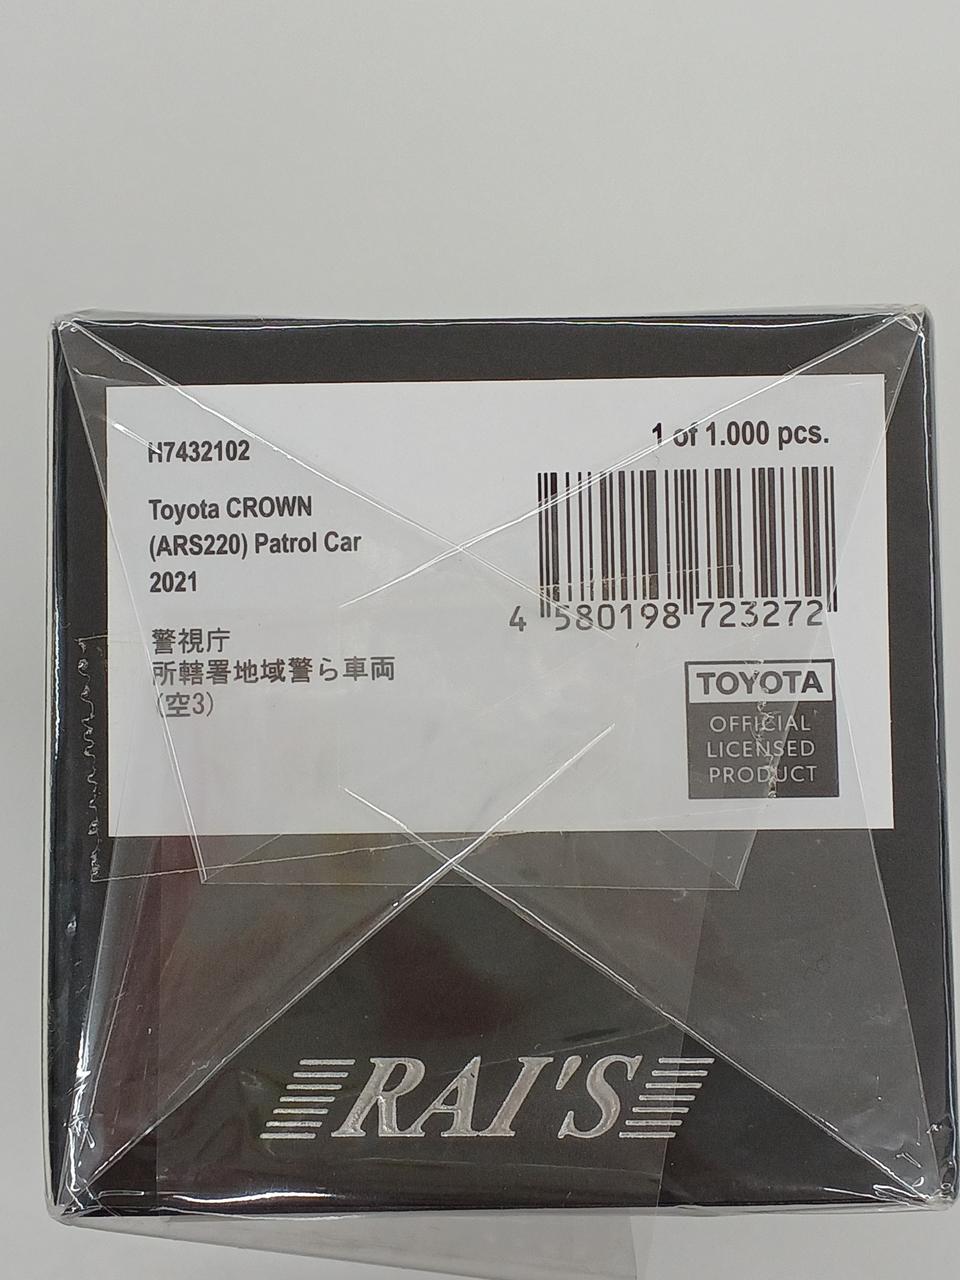 H7432102
1 of 1.000 pcs.
Toyota CROWN
(ARS220) Patrol Car
2021
警視庁
所轄署地域警ら車両
(空3)
4 580198 723272
TOYOTA
OFFICIAL
LICENSED
PRODUCT
RAI'S